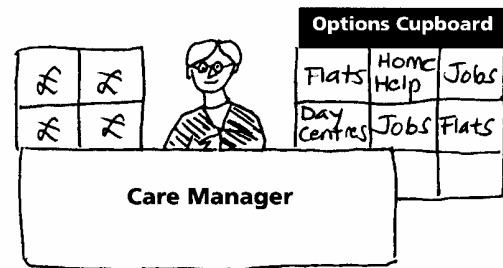 Options Cupboard
Flats
Home
Help
Jobs
Day
Centres
Jobs
Flats
Care Manager